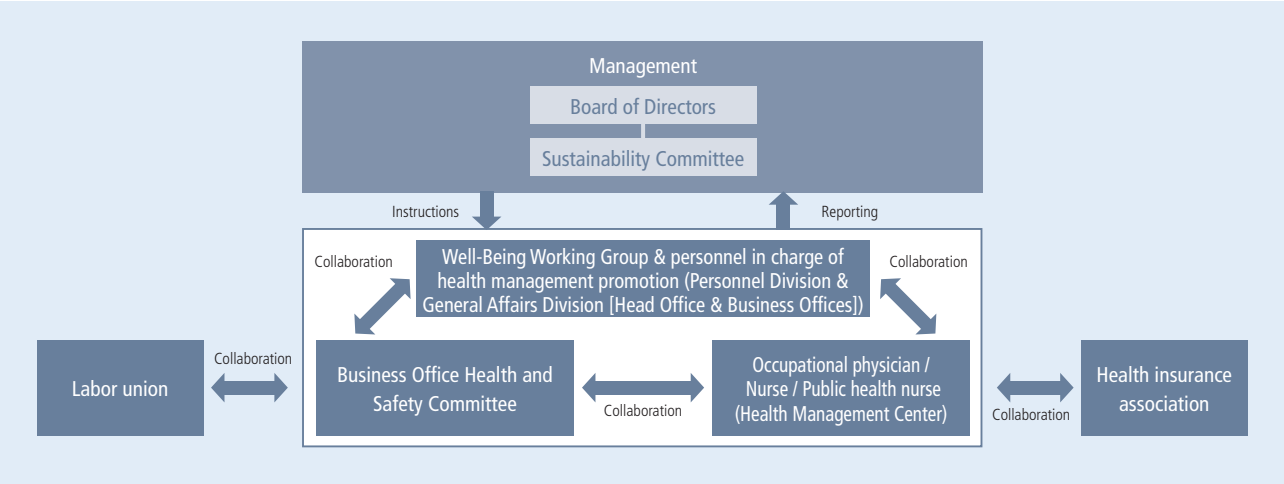 Management
Board of Directors
Sustainability Committee
Instructions
Reporting
Collaboration
Well-Being Working Group & personnel in charge of
health management promotion (Personnel Division &
General Affairs Division [Head Office & Business Offices])
Collaboration
Labor union
Collaboration
Business Office Health and
Safety Committee
Collaboration
Occupational physician /
Nurse / Public health nurse
(Health Management Center)
Collaboration
Health insurance
association